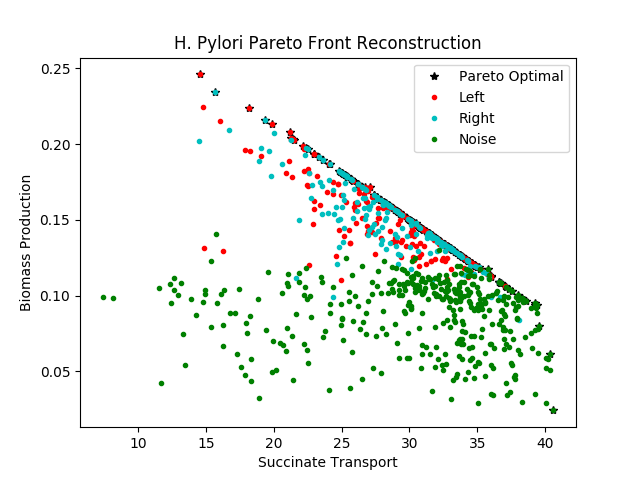 H. Pylori Pareto Front Reconstruction
0.25
0.20
0.15
0.10
0.05
Biomass Production
Pareto Optimal
Left
Right
Noise
10 15 20 25 30 35 40
Succinate Transport